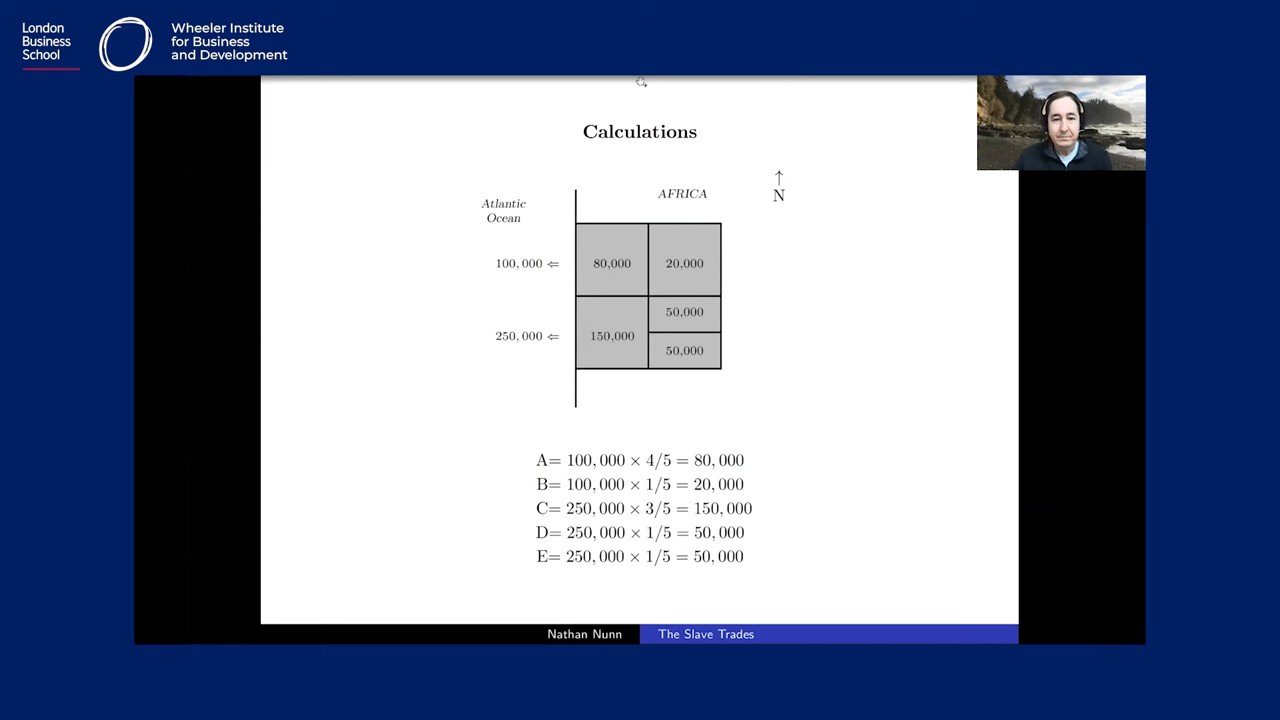 London
Business
School
Wheeler Institute
for Business
and Development
Calculations
↑
N
AFRICA
Atlantic
Ocean
100,000 ⇐
80,000
20,000
50,000
250,000 ⇐
150,000
50,000
A= 100,000 × 4/5 = 80,000
B= 100,000 × 1/5 = 20,000
C= 250,000 × 3/5 = 150,000
D= 250,000 × 1/5 = 50,000
E= 250,000 × 1/5 = 50,000
Nathan Nunn
The Slave Trades